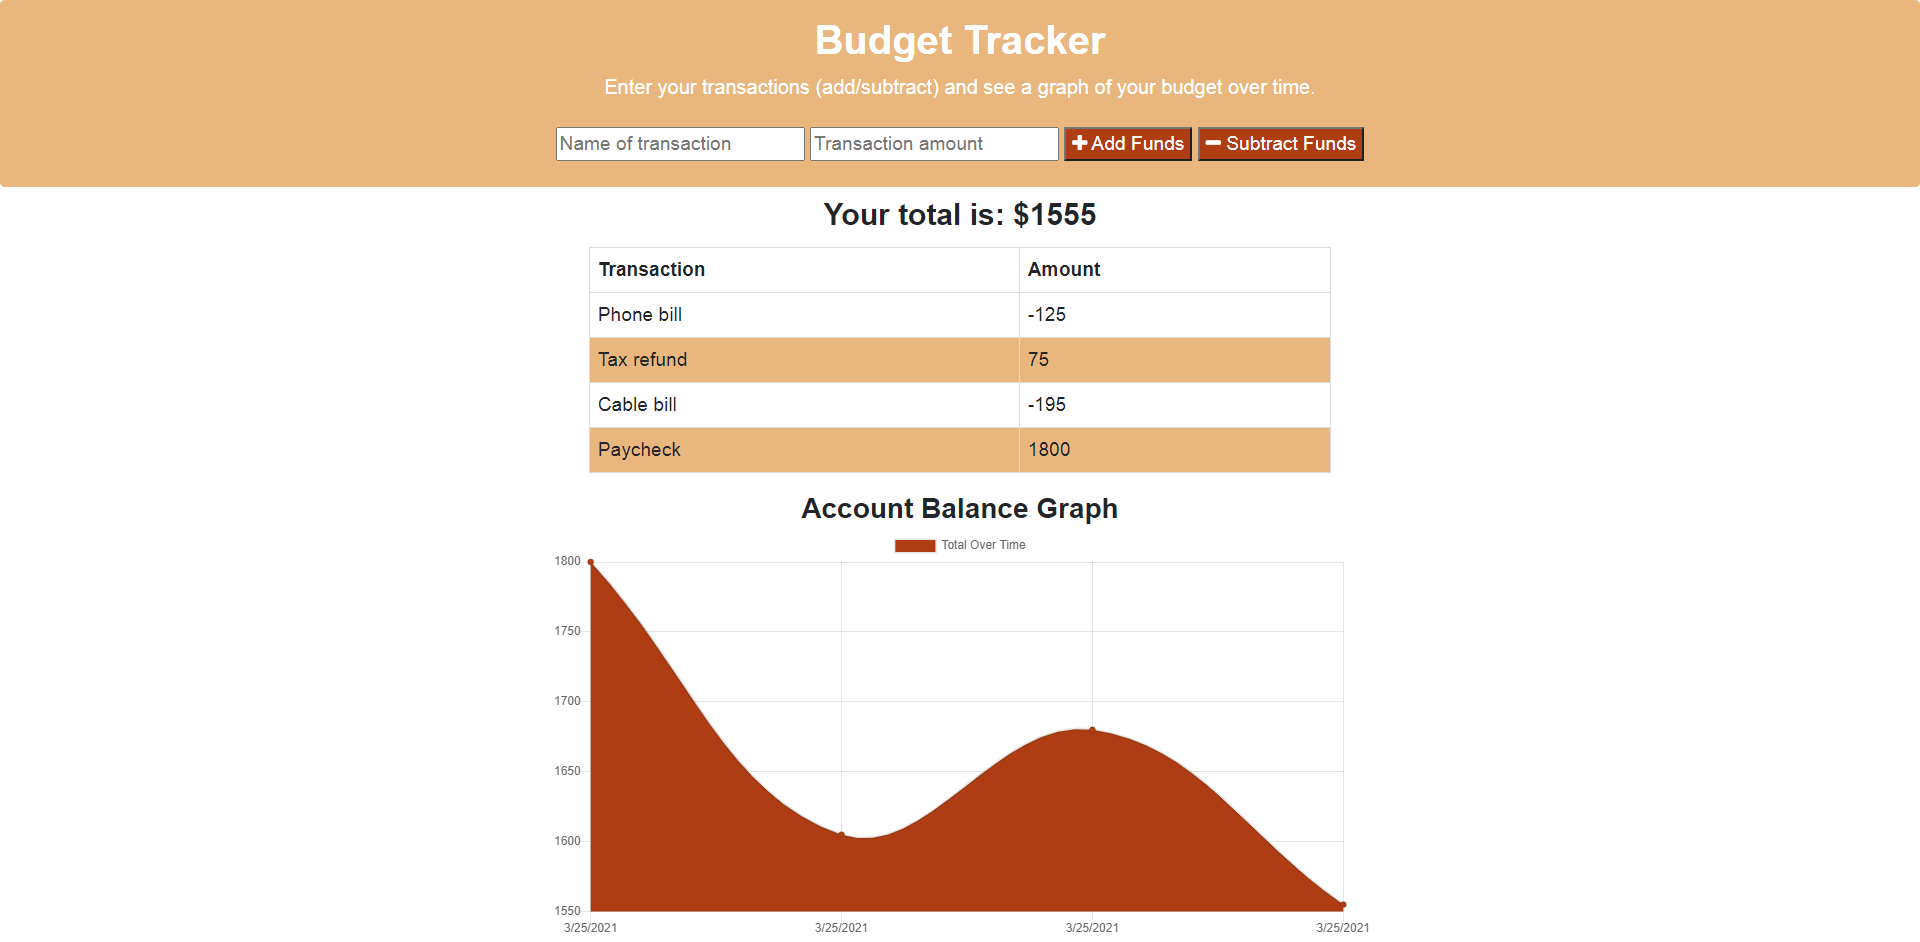 Budget Tracker
Enter your transactions (add/subtract) and see a graph of your budget over time.
Name of transaction Transaction amount Add Funds Subtract Funds
Your total is: $1555
Transaction Amount
Phone bill -125
Tax refund 75
Cable bill -195
Paycheck 1800
Account Balance Graph
Total Over Time
1800
1750
1700
1650
1600
1550
3/25/2021 3/25/2021 3/25/2021 3/25/2021